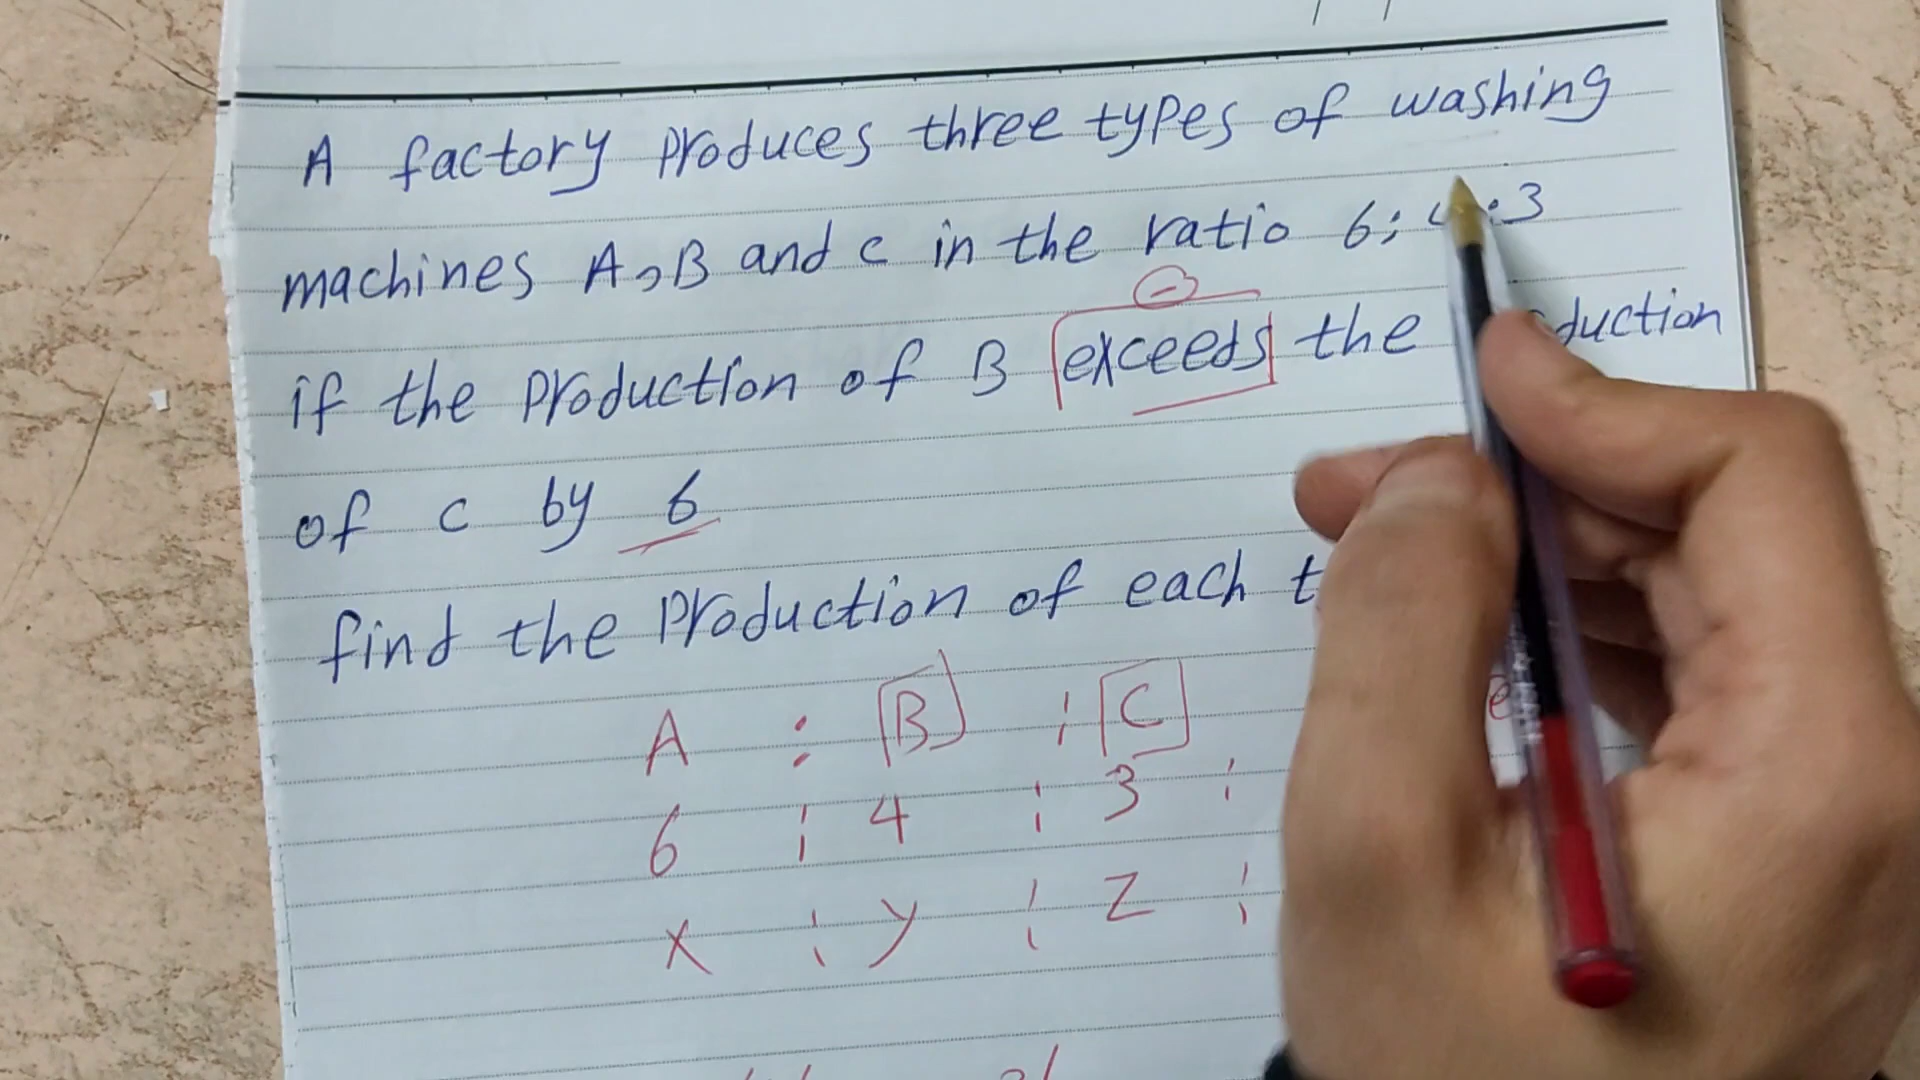 A factory produces three types of washing
machines A,B and c in the ratio 6: :3
if the production of B exceeds the
of c by 6
find the production of each
A : B : C
6 : 4 : 3 :
x : y : z :